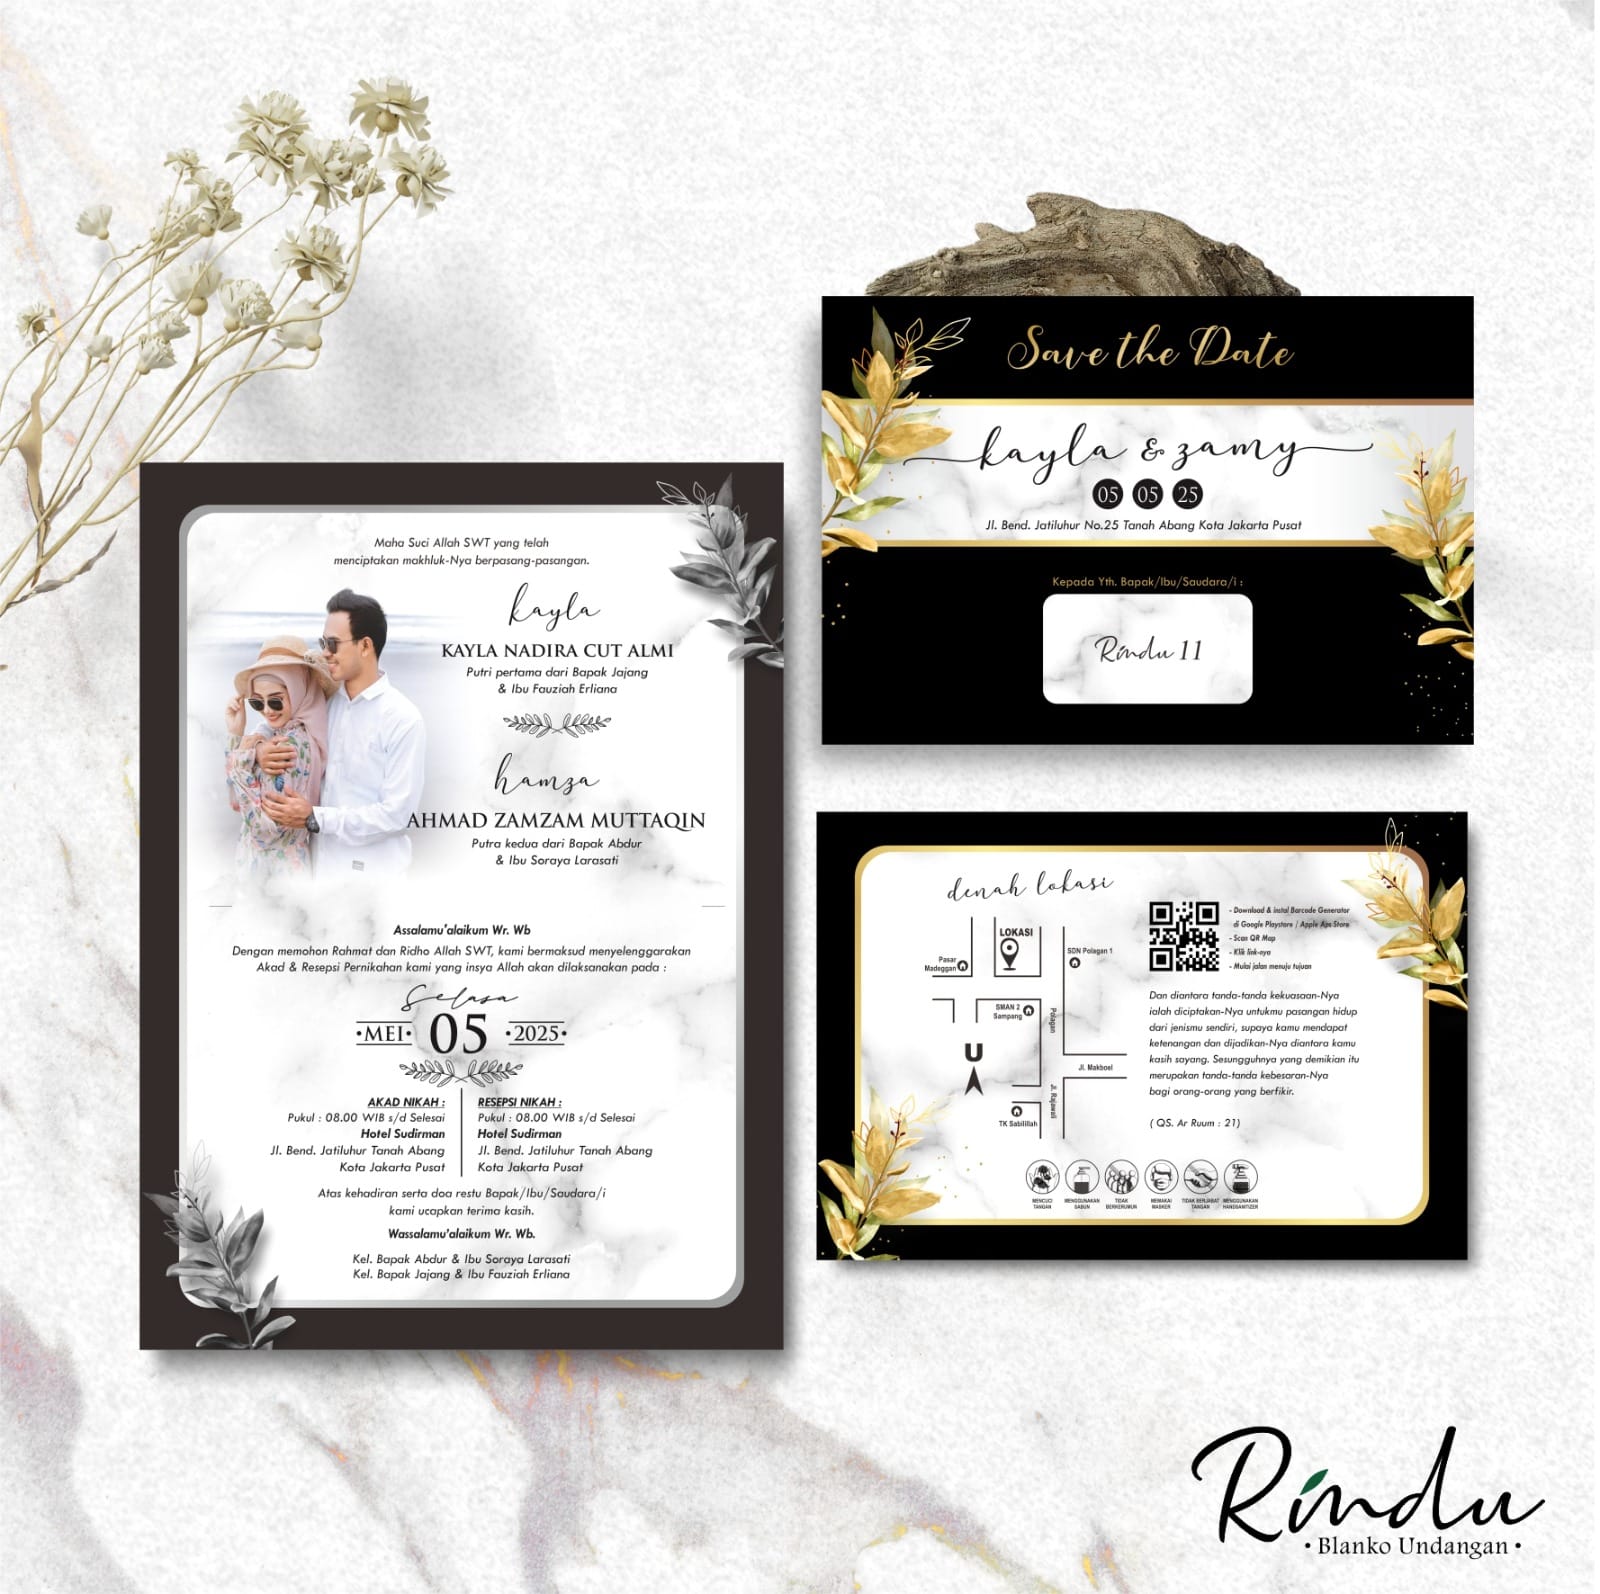 Maha Suci Allah SWT yang telah
menciptakan makhluk-Nya berpasang-pasangan.
kayla
KAYLA NADIRA CUT ALMI
Putri pertama dari Bapak Jajang
& Ibu Fauziah Erliana
hamza
AHMAD ZAMZAM MUTTAQIN
Putra kedua dari Bapak Abdur
& Ibu Soraya Larasati
Assalamu'alaikum Wr. Wb
Dengan memohon Rahmat dan Ridho Allah SWT, kami bermaksud menyelenggarakan
Akad & Resepsi Pernikahan kami yang insya Allah akan dilaksanakan pada :
Selasa
•MEI• 05 •2025•
AKAD NIKAH :
Pukul : 08.00 WIB s/d Selesai
Hotel Sudirman
Jl. Bend. Jatiluhur Tanah Abang
Kota Jakarta Pusat
RESEPSI NIKAH :
Pukul : 08.00 WIB s/d Selesai
Hotel Sudirman
Jl. Bend. Jatiluhur Tanah Abang
Kota Jakarta Pusat
Atas kehadiran serta doa restu Bapak/Ibu/Saudara/i
kami ucapkan terima kasih.
Wassalamu'alaikum Wr. Wb.
Kel. Bapak Abdur & Ibu Soraya Larasati
Kel. Bapak Jajang & Ibu Fauziah Erliana
Save the Date
kayla & zamy
05 05 25
Jl. Bend. Jatiluhur No.25 Tanah Abang Kota Jakarta Pusat
Kepada Yth. Bapak/Ibu/Saudara/i :
Rindu 11
denah lokasi
LOKASI
Pasar
Madeggan
SDN Polagan 1
SMAN 2
Sampang
Polagan
U
Jl. Makboel
Jl. Rajawali
TK Sabilillah
- Download & instal Barcode Generator
di Google Playstore / Apple Aps Store
- Scan QR Map
- Klik link-nya
- Mulai jalan menuju tujuan
Dan diantara tanda-tanda kekuasaan-Nya
ialah diciptakan-Nya untukmu pasangan hidup
dari jenismu sendiri, supaya kamu mendapat
ketenangan dan dijadikan-Nya diantara kamu
kasih sayang. Sesungguhnya yang demikian itu
merupakan tanda-tanda kebesaran-Nya
bagi orang-orang yang berfikir.
( QS. Ar Ruum : 21)
MENCUCI
TANGAN
MENGGUNAKAN
SABUN
TIDAK
BERKERUMUN
MEMAKAI
MASKER
TIDAK BERJABAT
TANGAN
MENGGUNAKAN
HANDSANITIZER
Rindu
• Blanko Undangan •